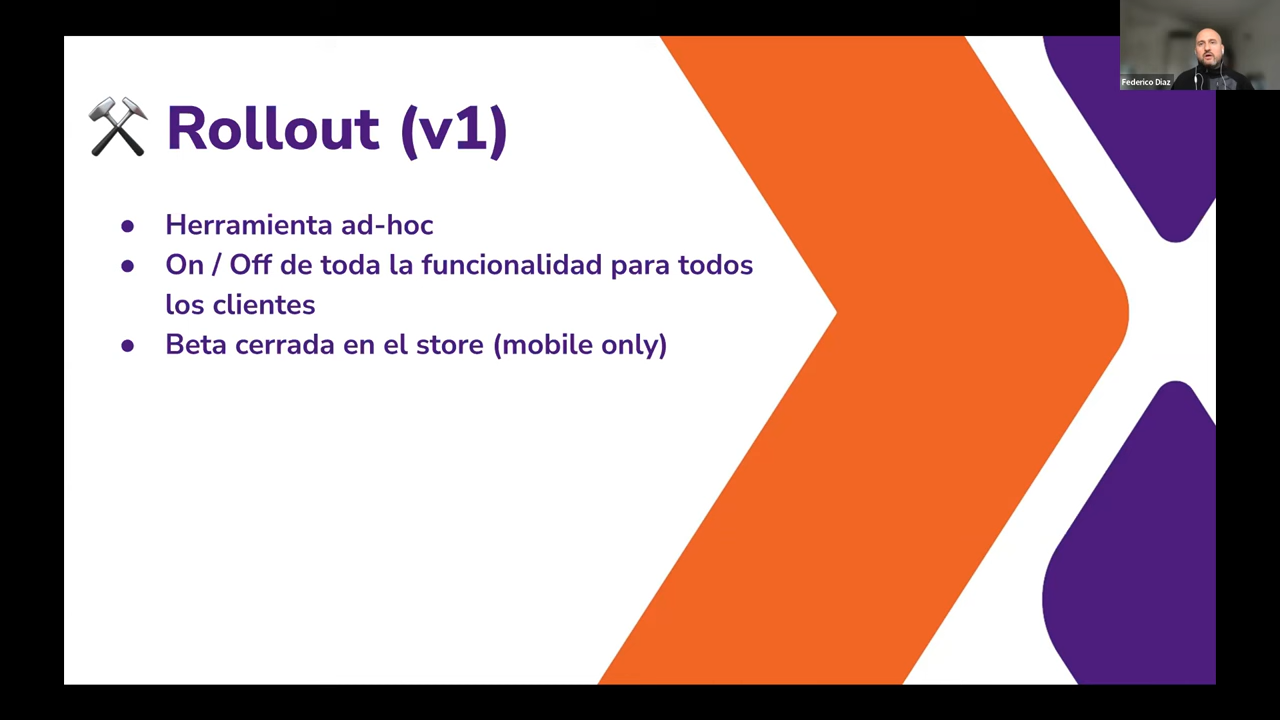 Rollout (v1)
● Herramienta ad-hoc
● On / Off de toda la funcionalidad para todos
los clientes
● Beta cerrada en el store (mobile only)
Federico Diaz